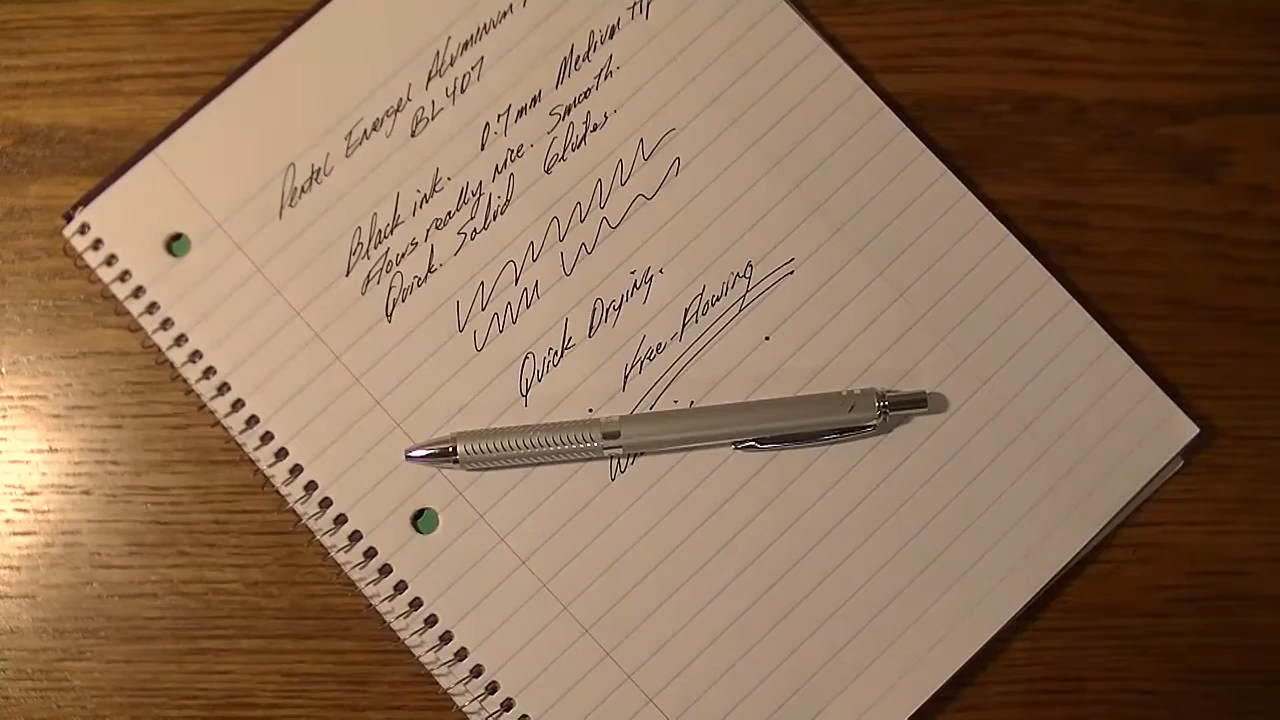 Pentel Energel Aluminum
BL407
Black ink. 0.7mm Medium tip
Flows really nice. Smooth.
Quick. Solid Glides.
Quick Drying.
Free-Flowing